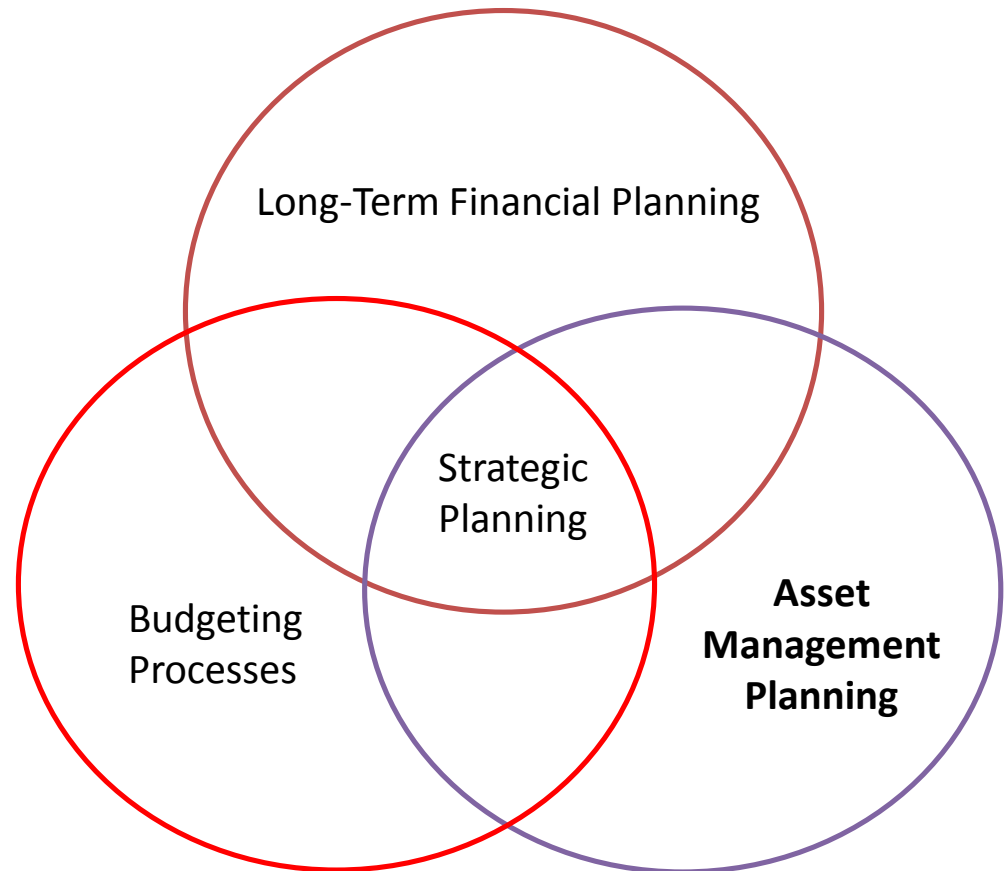 Long-Term Financial Planning
Strategic
Planning
Budgeting
Processes
Asset
Management
Planning